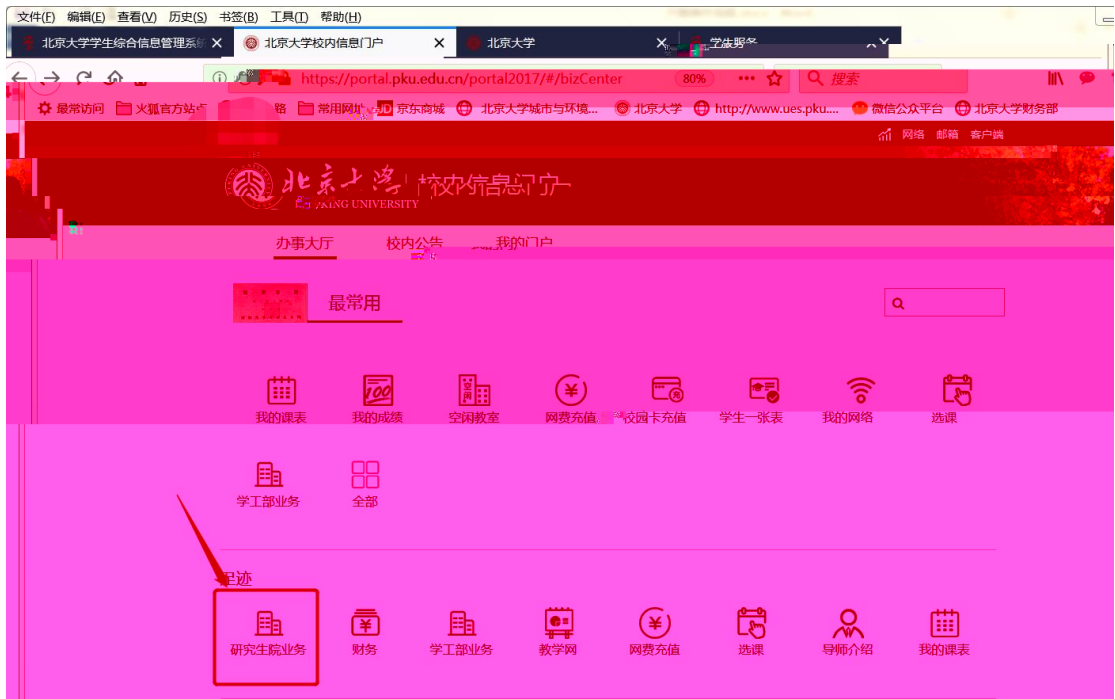 文件(F) 编辑(E) 查看(V) 历史(S) 书签(B) 工具(T) 帮助(H)
北京大学学生综合信息管理系统 北京大学校内信息门户 北京大学
https://portal.pku.edu.cn/portal2017/#/bizCenter 80% 搜索
最常访问 火狐官方站点 常用网址 JD 京东商城 北京大学城市与环境... 北京大学 http://www.ues.pku.... 微信公众平台 北京大学财务部
网络 邮箱 客户端
北京大学 校内信息门户
PEKING UNIVERSITY
办事大厅 校内公告 我的门户
最常用
我的课表 我的成绩 空闲教室 网费充值 校园卡充值 学生一张表 我的网络 选课
学工部业务 全部
足迹
研究生院业务 财务 学工部业务 教学网 网费充值 选课 导师介绍 我的课表